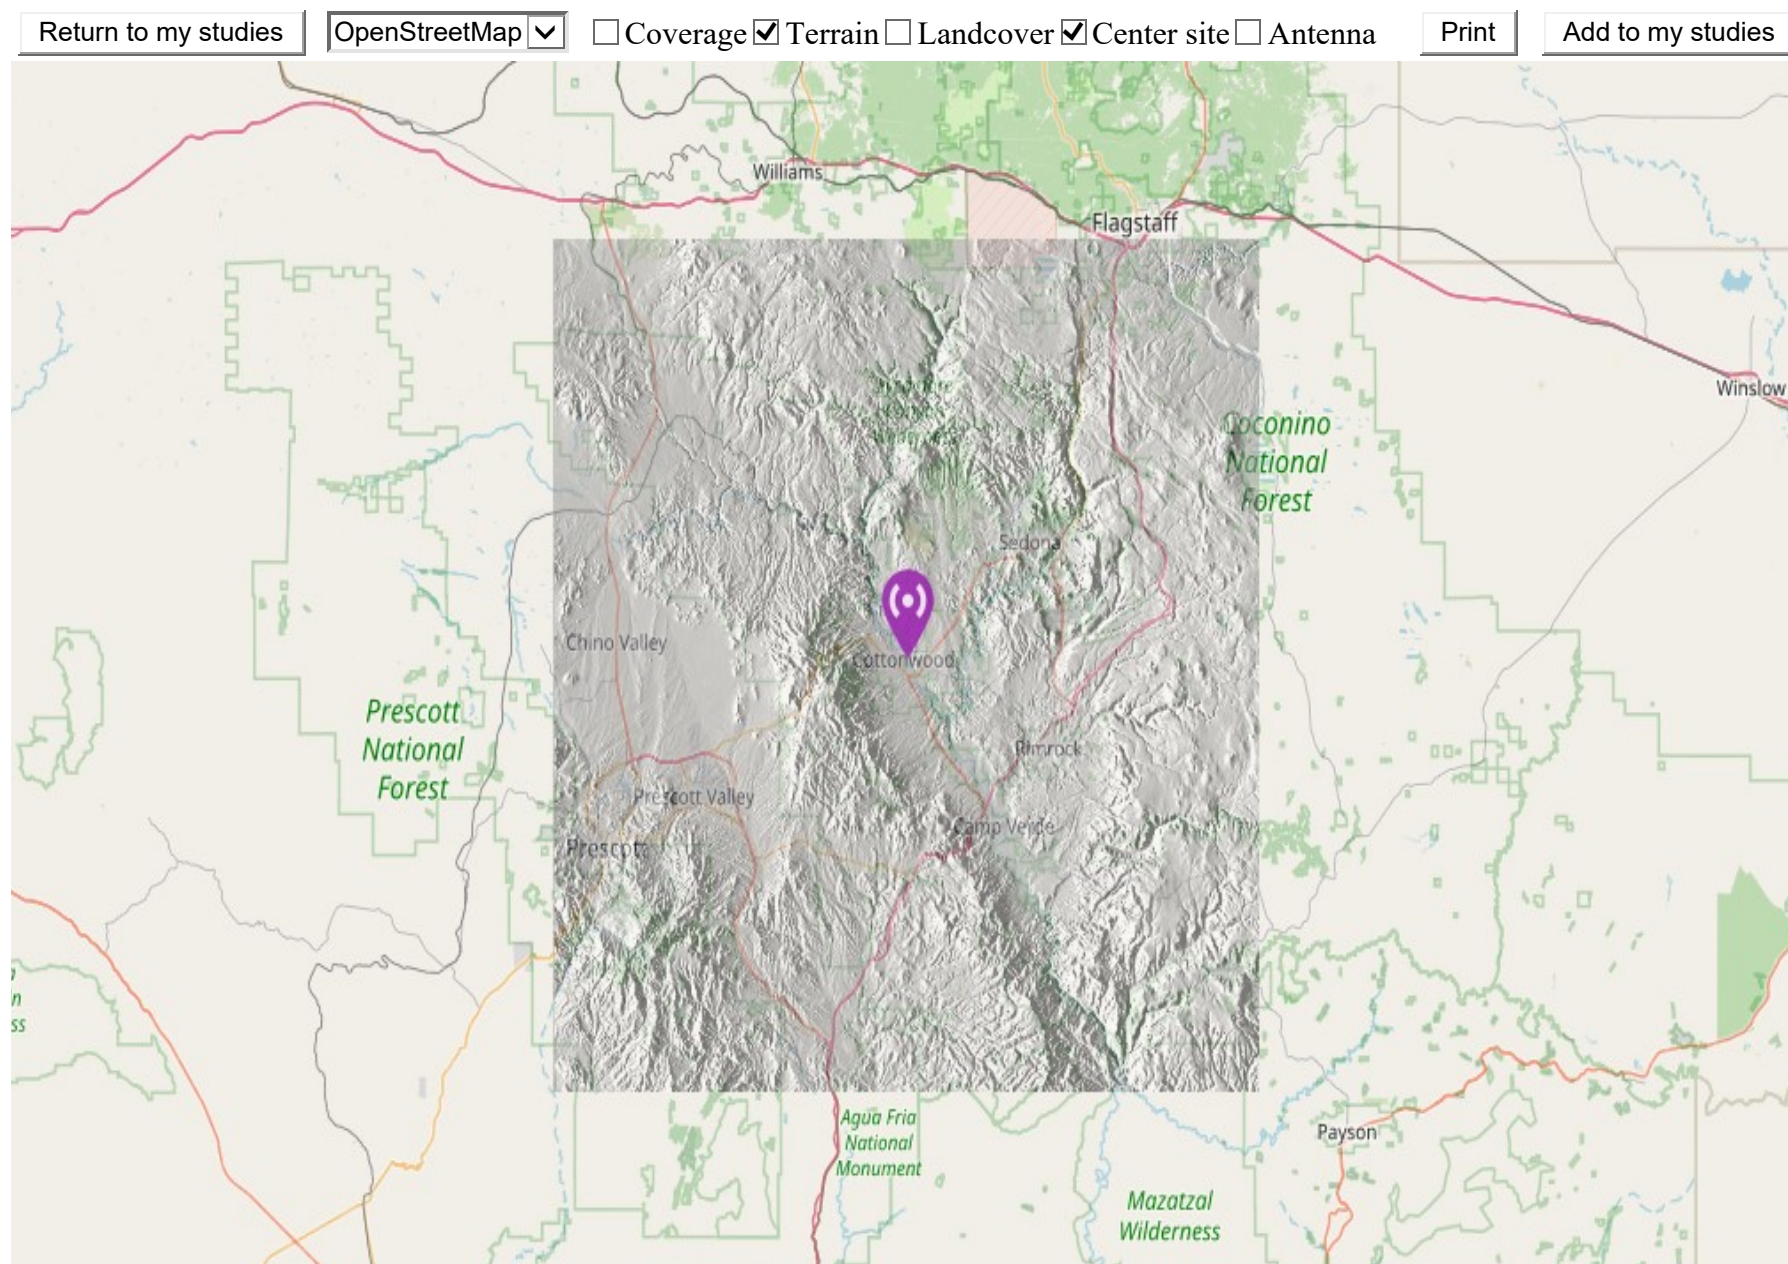 Return to my studies
OpenStreetMap
Coverage
Terrain
Landcover
Center site
Antenna
Print
Add to my studies
Williams
Flagstaff
Winslow
Coconino
National
Forest
Sedona
Chino Valley
Cottonwood
Prescott
National
Forest
Rimrock
Prescott Valley
Camp Verde
Prescott
n
ss
Agua Fria
National
Monument
Payson
Mazatzal
Wilderness